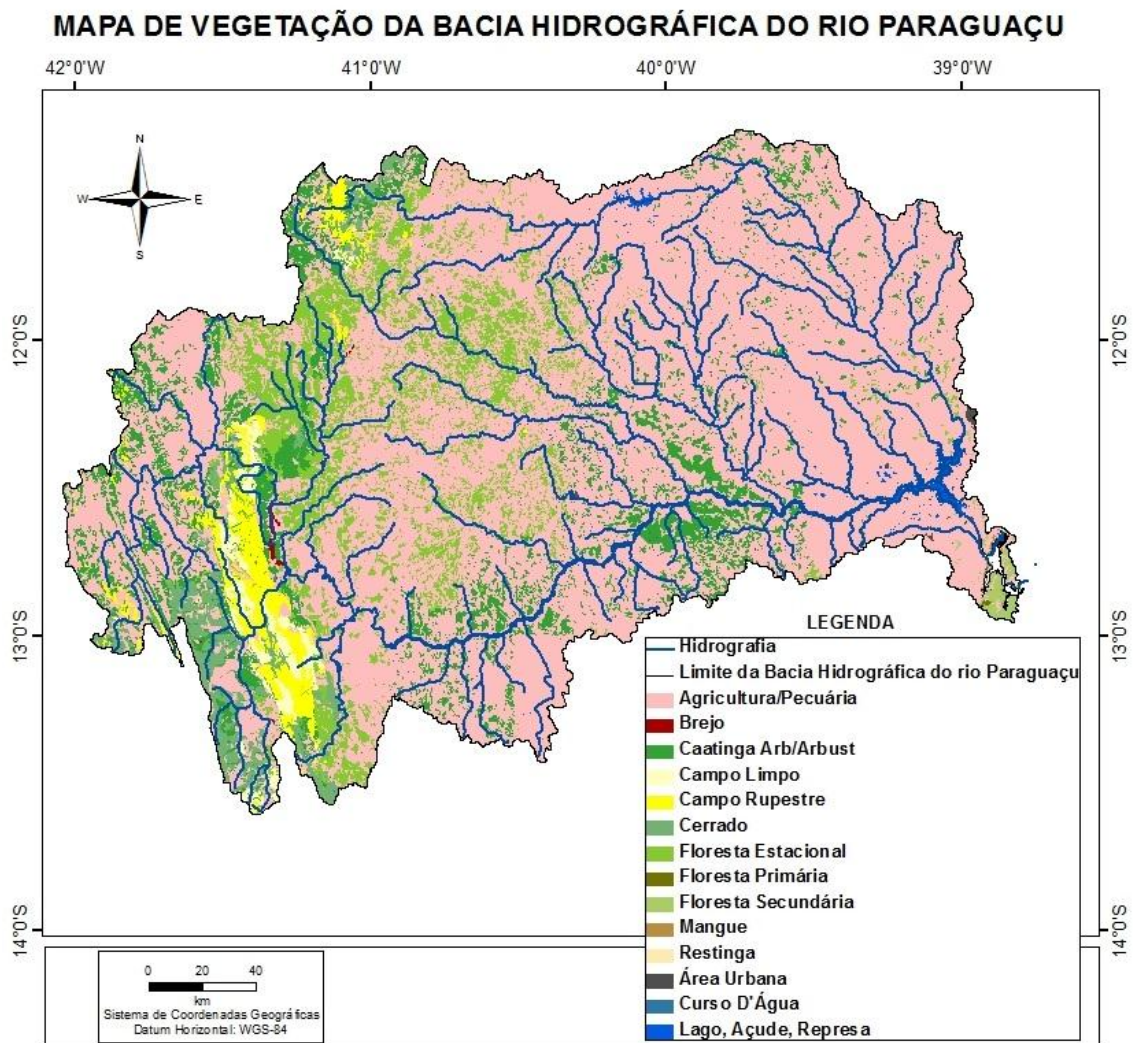 MAPA DE VEGETAÇÃO DA BACIA HIDROGRÁFICA DO RIO PARAGUAÇU
42°0'W 41°0'W 40°0'W 39°0'W
N
W E
S
12°0'S 12°0'S
13°0'S 13°0'S
14°0'S 14°0'S
LEGENDA
Hidrografia
Limite da Bacia Hidrográfica do rio Paraguaçu
Agricultura/Pecuária
Brejo
Caatinga Arb/Arbust
Campo Limpo
Campo Rupestre
Cerrado
Floresta Estacional
Floresta Primária
Floresta Secundária
Mangue
Restinga
Área Urbana
Curso D'Água
Lago, Açude, Represa
0 20 40
km
Sistema de Coordenadas Geográficas
Datum Horizontal: WGS-84